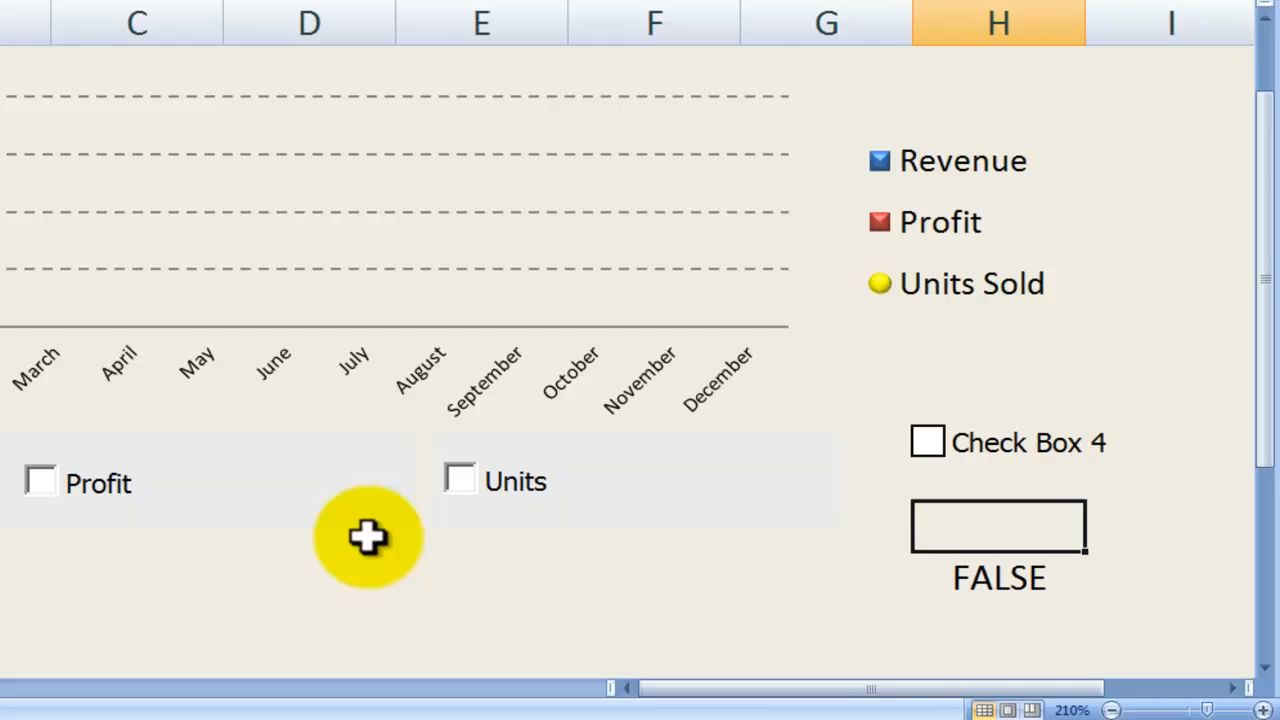 C D E F G H I
Revenue
Profit
Units Sold
March April May June July August September October November December
Check Box 4
Profit Units
FALSE
210%